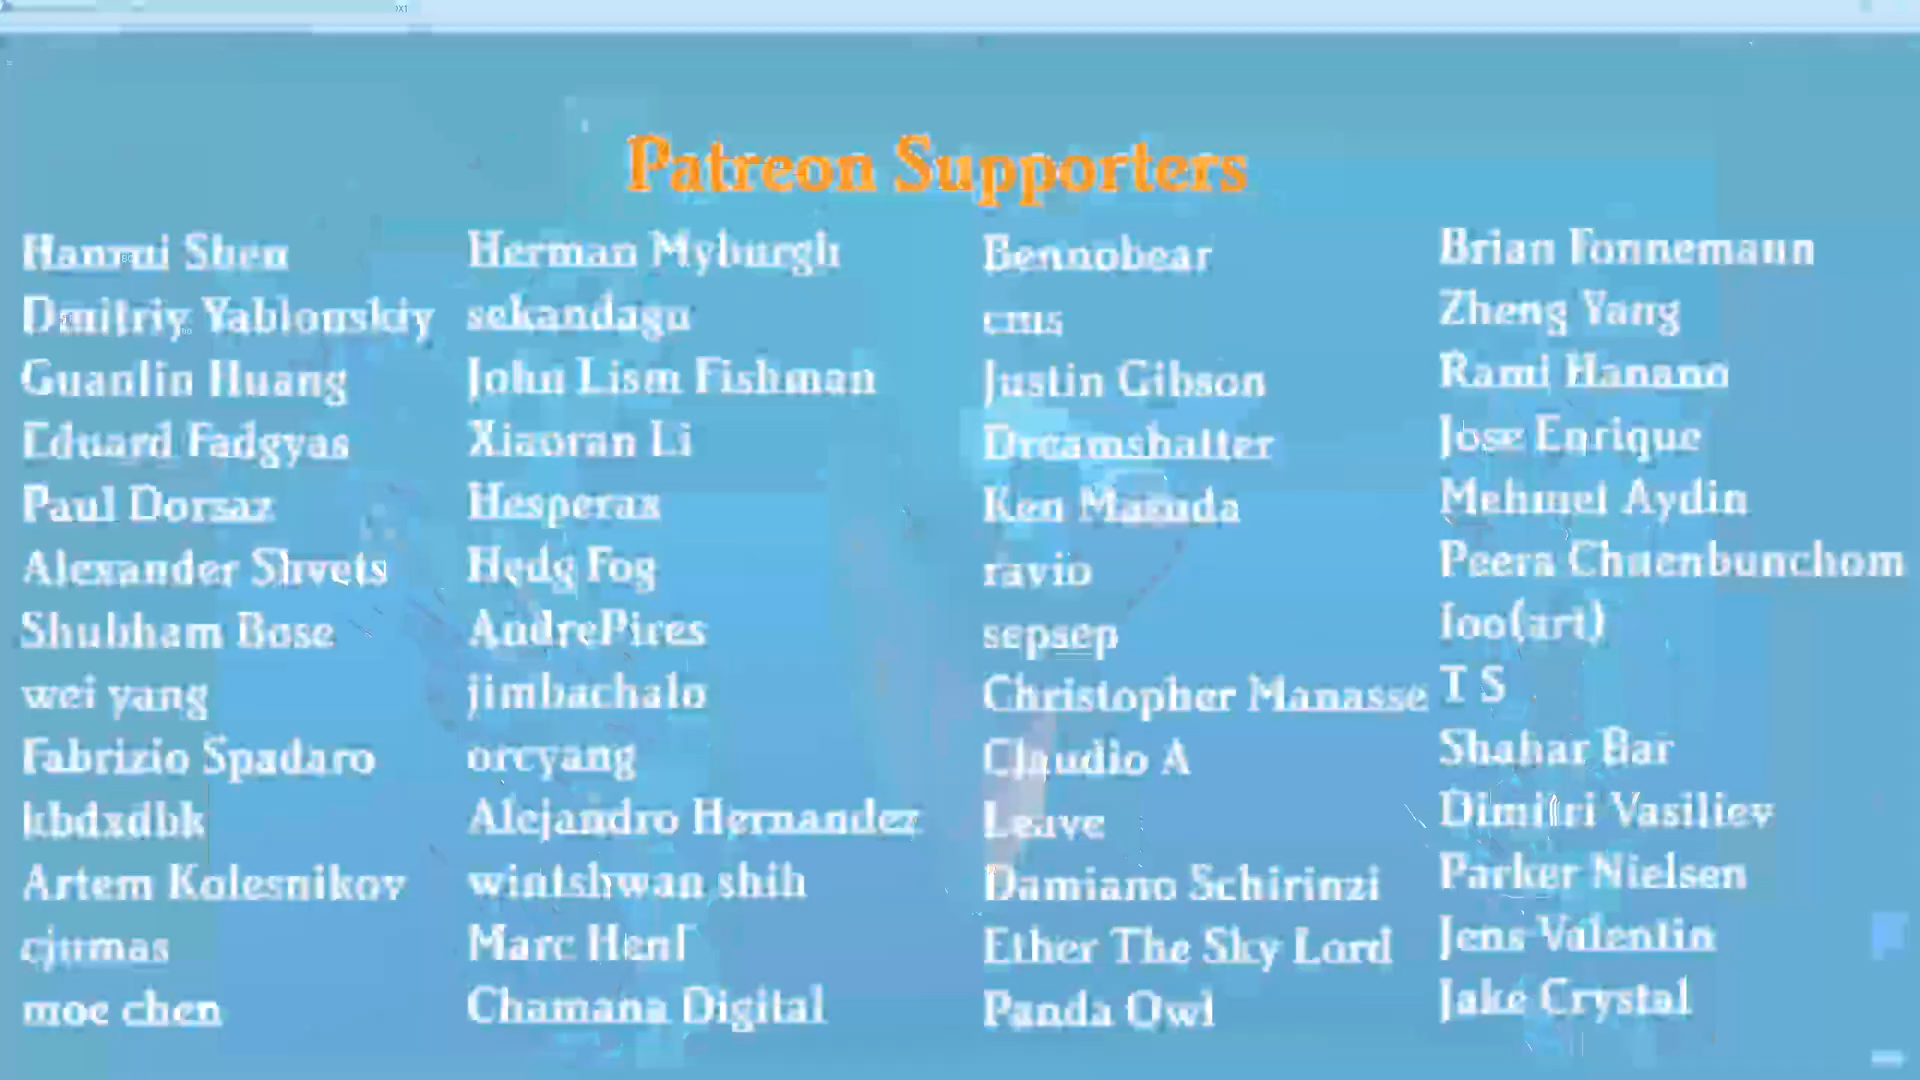 Patreon Supporters
Hanrui Shen
Dmitriy Yablonskiy
Guanlin Huang
Eduard Fadgyas
Paul Dorsaz
Alexander Shvets
Shubham Bose
wei yang
Fabrizio Spadaro
kbdxdbk
Artem Kolesnikov
cjumas
moe chen
Herman Myburgh
sekandagu
John Lism Fishman
Xiaoran Li
Hesperax
Hedg Fog
AndrePires
jimbachalo
orcyang
Alejandro Hernandez
wintshwan shih
Marc Henf
Chamana Digital
Bennobear
cms
Justin Gibson
Dreamshatter
Ken Masuda
ravio
sepsep
Christopher Manasse
Claudio A
Leave
Damiano Schirinzi
Ether The Sky Lord
Panda Owl
Brian Fonnemann
Zheng Yang
Rami Hanano
Jose Enrique
Mehmet Aydin
Peera Chuenbunchom
foo(art)
T S
Shahar Bar
Dimitri Vasiliev
Parker Nielsen
Jens Valentin
Jake Crystal